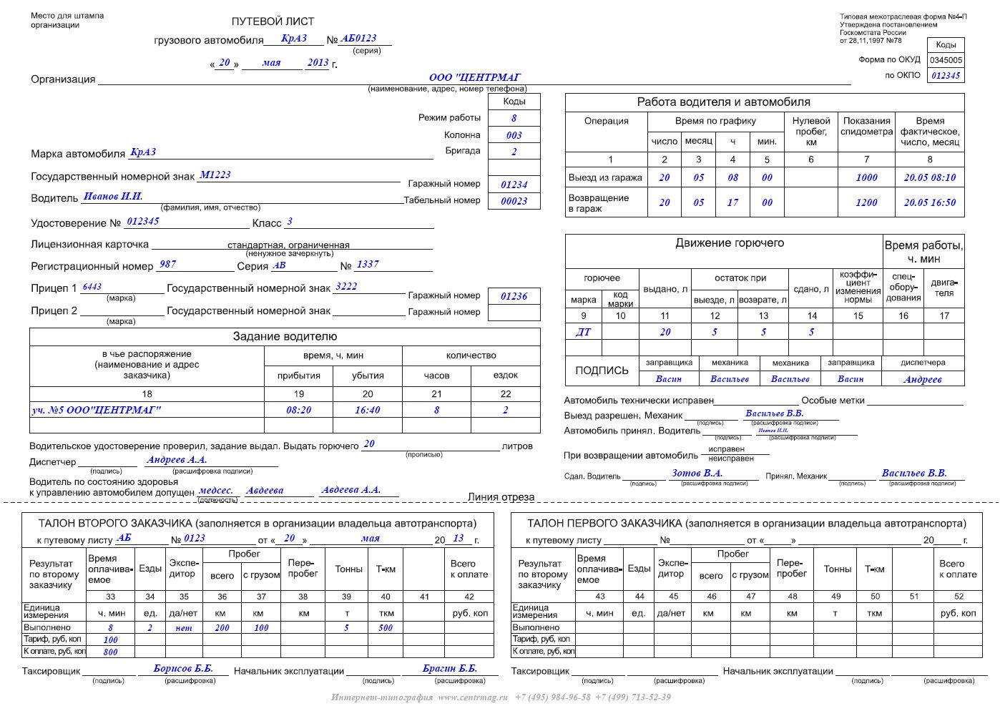 Место для штампа
организации
ПУТЕВОЙ ЛИСТ
грузового автомобиля КрАЗ № АБ0123
(серия)
« 20 » мая 2013 г.
Типовая межотраслевая форма №4-П
Утверждена постановлением
Госкомстата России
от 28.11.1997 №78
Коды
Форма по ОКУД 0345005
по ОКПО 012345
Организация ООО "ЦЕНТРМАГ
(наименование, адрес, номер телефона)
Коды
Режим работы 8
Колонна 003
Марка автомобиля КрАЗ Бригада 2
Государственный номерной знак М1223
Гаражный номер 01234
Водитель Иванов И.И. Табельный номер 00023
(фамилия, имя, отчество)
Удостоверение № 012345 Класс 3
Лицензионная карточка стандартная, ограниченная
(ненужное зачеркнуть)
Регистрационный номер 987 Серия АВ № 1337
Прицеп 1 6443 Государственный номерной знак 3222 Гаражный номер 01236
(марка)
Прицеп 2 Государственный номерной знак Гаражный номер
(марка)
Работа водителя и автомобиля
Операция Время по графику Нулевой пробег, км Показания спидометра Время фактическое, число, месяц
число месяц ч мин.
1 2 3 4 5 6 7 8
Выезд из гаража 20 05 08 00 1000 20.05 08:10
Возвращение в гараж 20 05 17 00 1200 20.05 16:50
Движение горючего Время работы, ч. мин
горючее выдано, л остаток при сдано, л коэффи-циент изменения нормы спец-обору-дования двига-теля
марка код марки выезде, л возврате, л
9 10 11 12 13 14 15 16 17
ДТ 20 5 5 5
ПОДПИСЬ заправщика механика механика заправщика диспетчера
Васин Васильев Васильев Васин Андреев
Задание водителю
в чье распоряжение (наименование и адрес заказчика) время, ч, мин количество
прибытия убытия часов ездок
18 19 20 21 22
уч. №5 ООО"ЦЕНТРМАГ" 08:20 16:40 8 2
Водительское удостоверение проверил, задание выдал. Выдать горючего 20 литров
(прописью)
Диспетчер Андреев А.А.
(подпись) (расшифровка подписи)
Водитель по состоянию здоровья
к управлению автомобилем допущен медсес. Авдеева Авдеева А.А.
(должность)
Автомобиль технически исправен Особые метки
Выезд разрешен. Механик Васильев В.В.
(подпись) (расшифровка подписи)
Автомобиль принял. Водитель Иванов И.И.
(подпись) (расшифровка подписи)
При возвращении автомобиль исправен
неисправен
Сдал. Водитель Зотов В.А. Принял. Механик Васильев В.В.
(подпись) (расшифровка подписи) (подпись) (расшифровка подписи)
Линия отреза
ТАЛОН ВТОРОГО ЗАКАЗЧИКА (заполняется в организации владельца автотранспорта)
к путевому листу АБ № 0123 от « 20 » мая 20 13 г.
Результат по второму заказчику Время оплачива-емое Езды Экспе-дитор Пробег Пере-пробег Тонны Т-км Всего к оплате
всего с грузом
33 34 35 36 37 38 39 40 41 42
Единица измерения ч. мин ед. да/нет км км км т ткм руб. коп
Выполнено 8 2 нет 200 100 5 500
Тариф, руб, коп 100
К оплате, руб, коп 800
Таксировщик Борисов Б.Б. Начальник эксплуатации Брагин Б.Б.
(подпись) (расшифровка) (подпись) (расшифровка)
ТАЛОН ПЕРВОГО ЗАКАЗЧИКА (заполняется в организации владельца автотранспорта)
к путевому листу № от « » 20 г.
Результат по второму заказчику Время оплачива-емое Езды Экспе-дитор Пробег Пере-пробег Тонны Т-км Всего к оплате
всего с грузом
43 44 45 46 47 48 49 50 51 52
Единица измерения ч. мин ед. да/нет км км км т ткм руб. коп
Выполнено
Тариф, руб, коп
К оплате, руб, коп
Таксировщик Начальник эксплуатации
(подпись) (расшифровка) (подпись) (расшифровка)
Интернет-типография www.centrmag.ru +7 (495) 984-96-58 +7 (499) 713-52-39